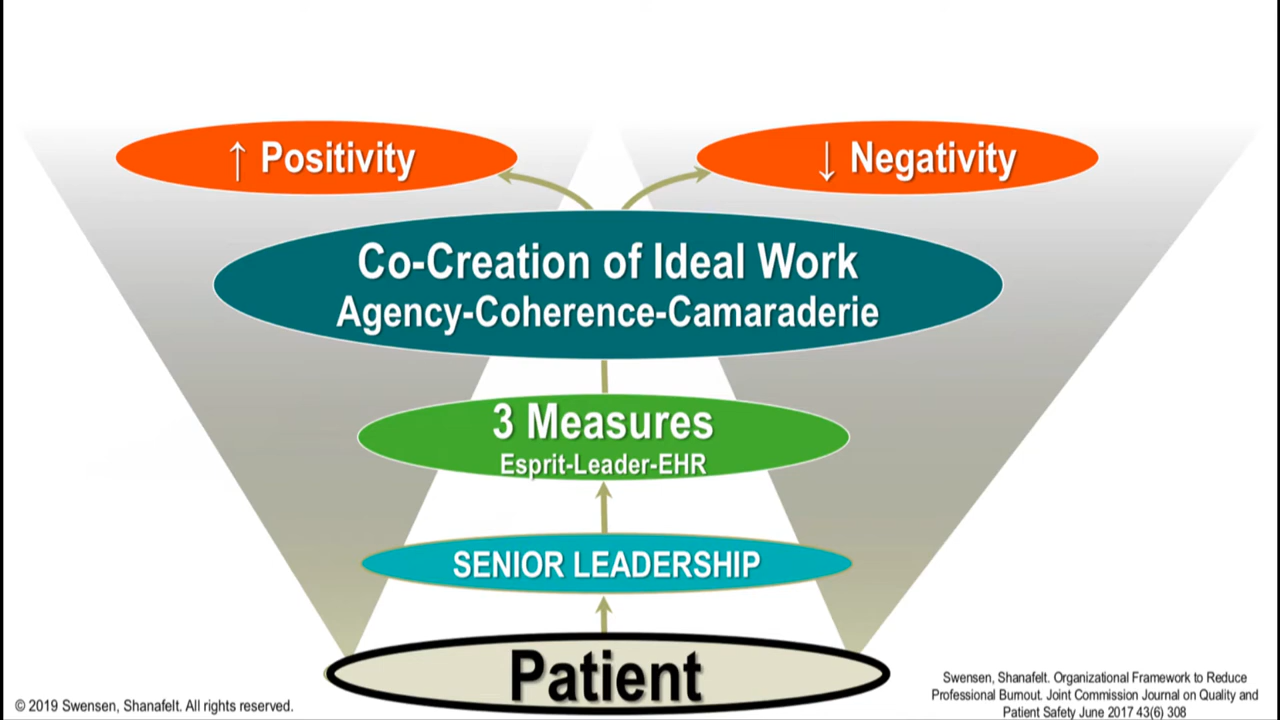 ↑ Positivity
↓ Negativity
Co-Creation of Ideal Work
Agency-Coherence-Camaraderie
3 Measures
Esprit-Leader-EHR
SENIOR LEADERSHIP
Patient
© 2019 Swensen, Shanafelt. All rights reserved.
Swensen, Shanafelt. Organizational Framework to Reduce
Professional Burnout. Joint Commission Journal on Quality and
Patient Safety June 2017 43(6) 308